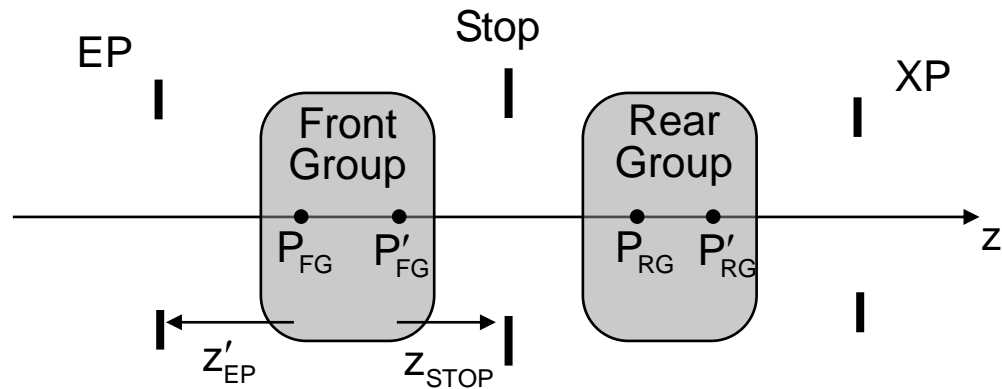 Stop
EP
XP
Front
Group
Rear
Group
P_FG
P′_FG
P_RG
P′_RG
z
z′_EP
z_STOP